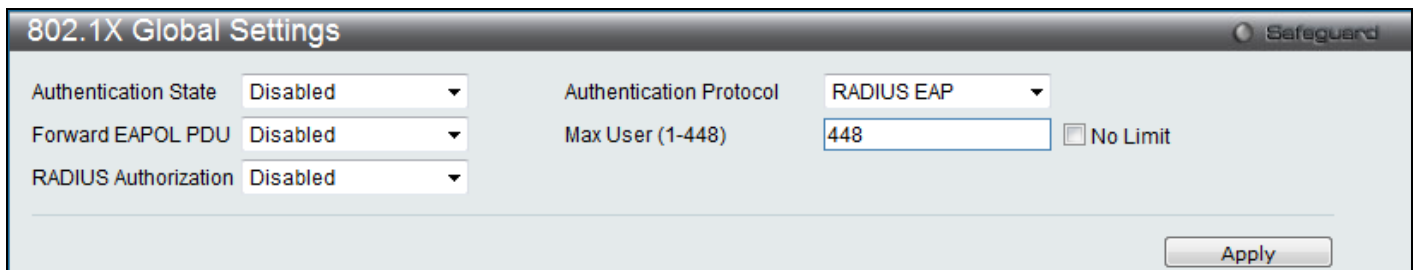 802.1X Global Settings
Safeguard
Authentication State Disabled Authentication Protocol RADIUS EAP
Forward EAPOL PDU Disabled Max User (1-448) 448 No Limit
RADIUS Authorization Disabled
Apply